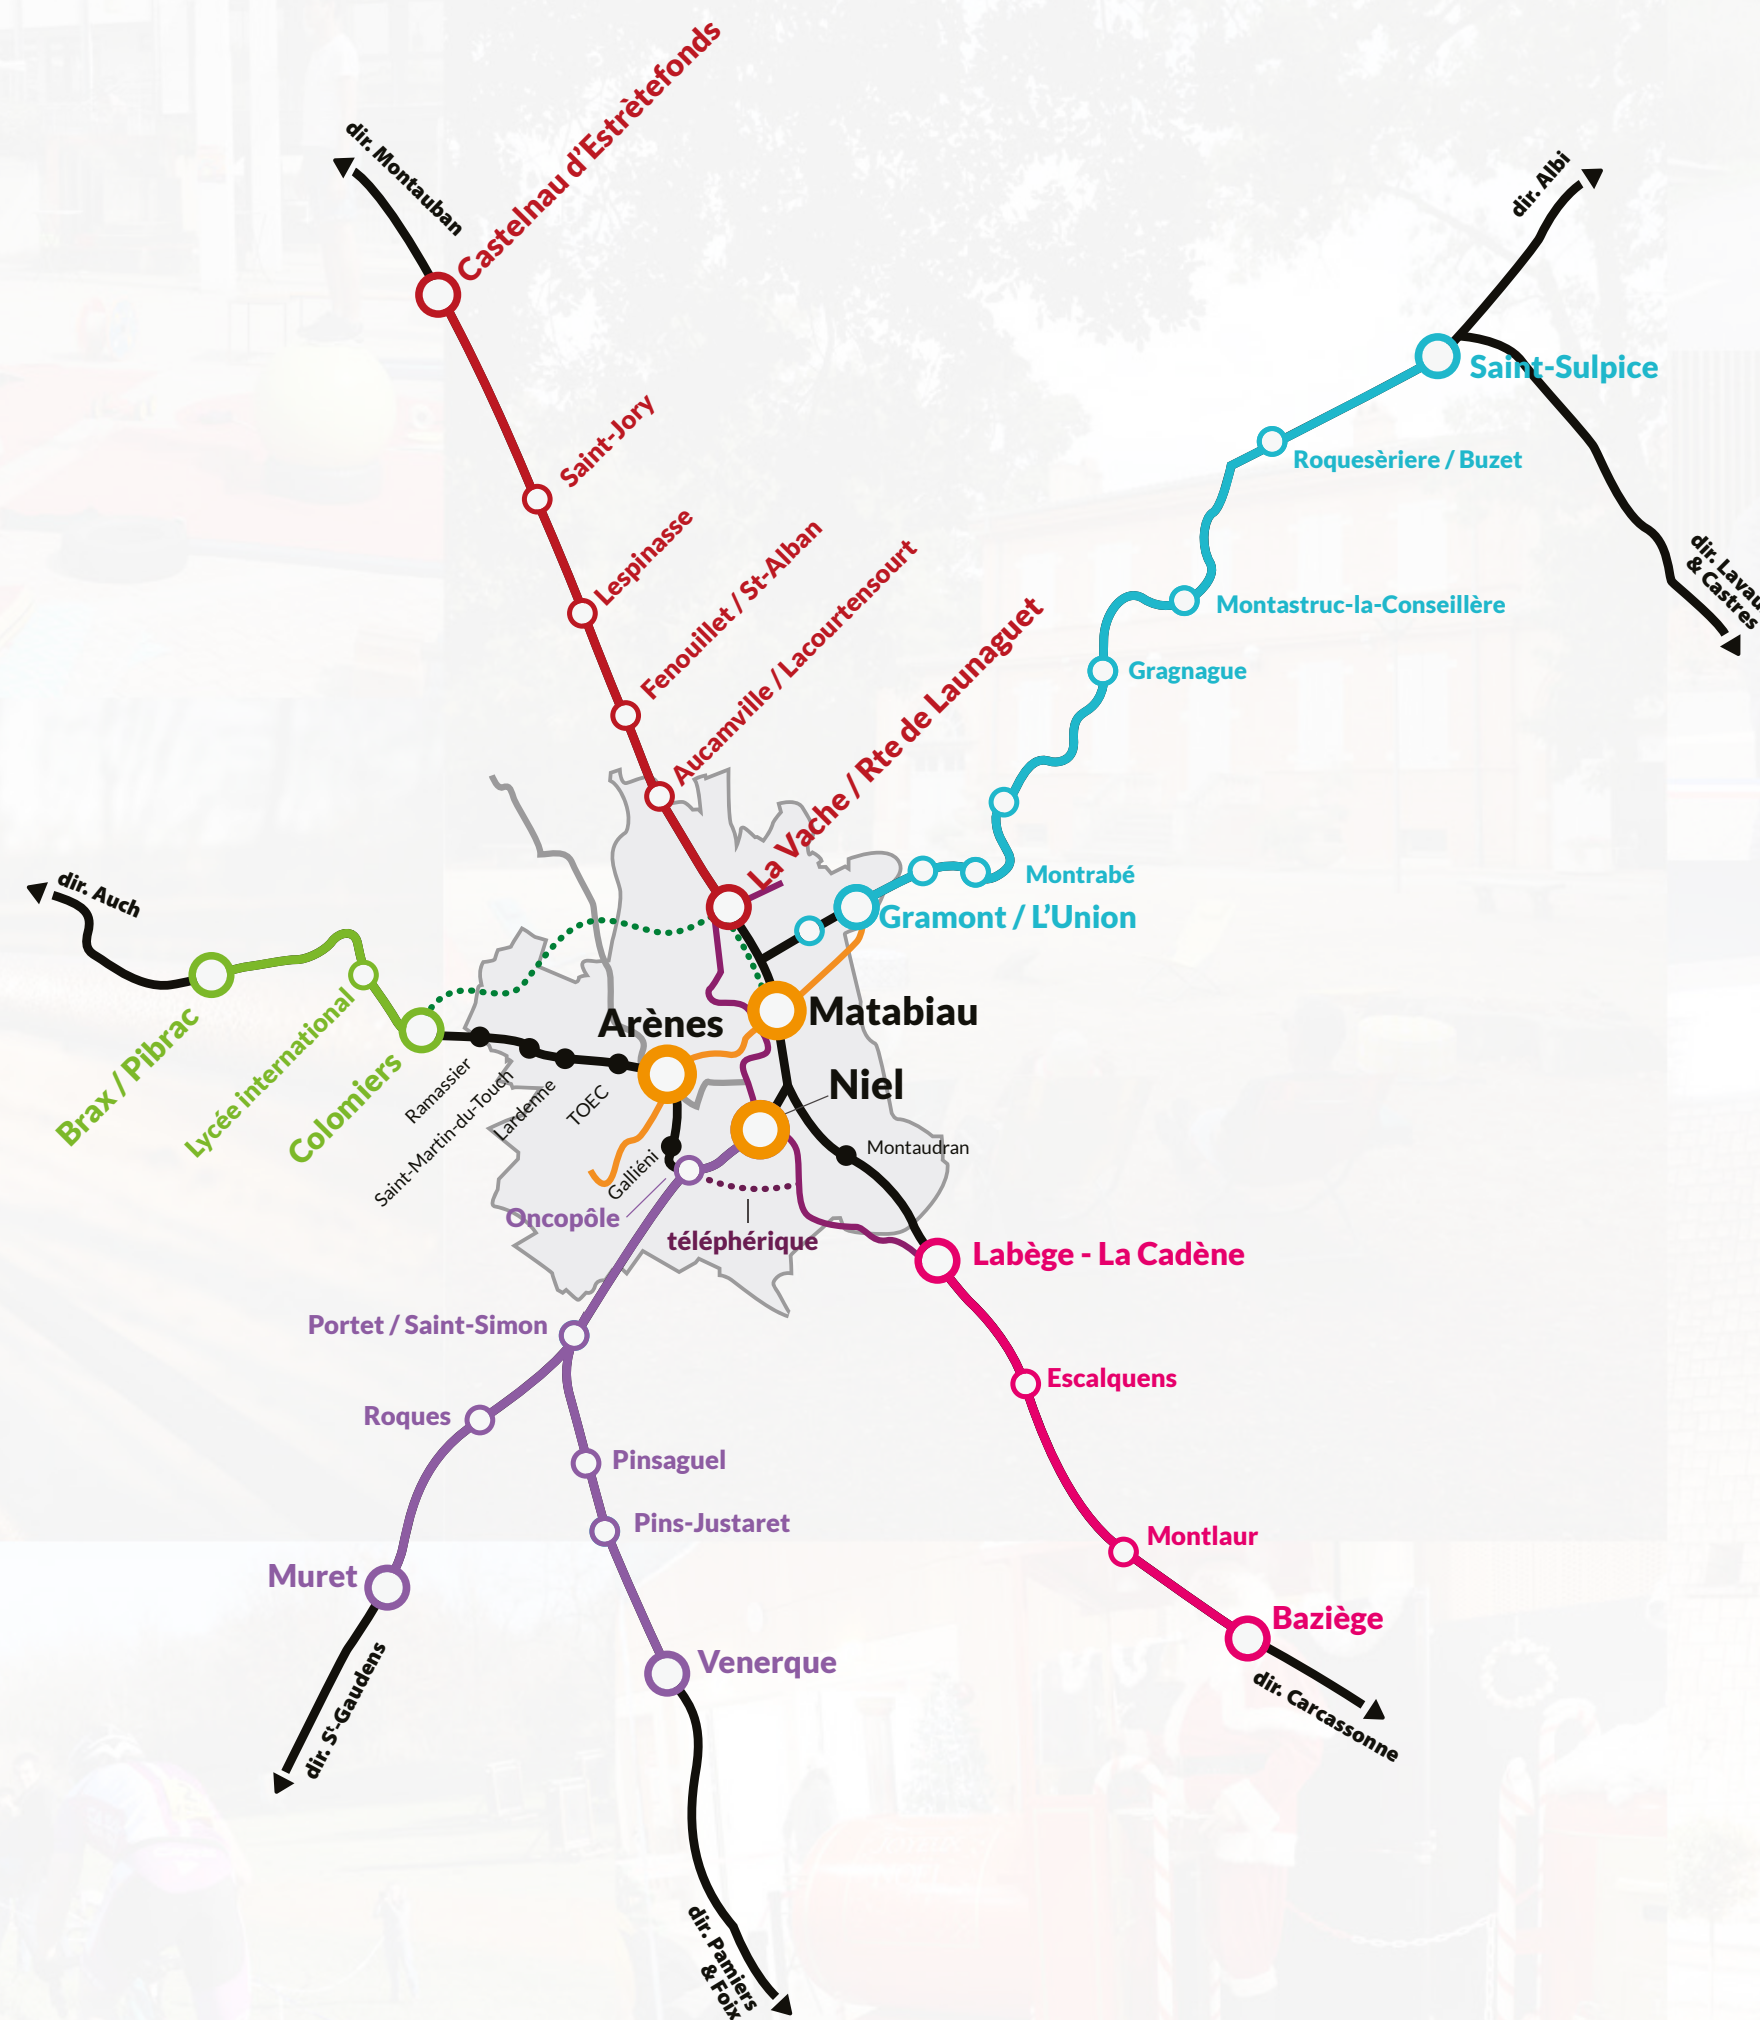 Castelnau d'Estrètefonds
dir. Montauban
dir. Albi
Saint-Sulpice
Saint-Jory
Roquesèriere / Buzet
Lespinasse
Fenouillet / St-Alban
dir. Lavau
& Castres
Aucamville / Lacourtensourt
Montastruc-la-Conseillère
La Vache / Rte de Launaguet
Gragnague
Montrabé
dir. Auch
Gramont / L'Union
Matabiau
Arènes
Brax / Pibrac
Lycée international
Colomiers
Ramassier
Saint-Martin-du-Touch
Lardenne
TOEC
Niel
Galliéni
Montaudran
Oncopôle
téléphérique
Labège - La Cadène
Portet / Saint-Simon
Escalquens
Roques
Pinsaguel
Pins-Justaret
Montlaur
Muret
Baziège
Venerque
dir. St-Gaudens
dir. Carcassonne
dir. Pamiers
& Foix